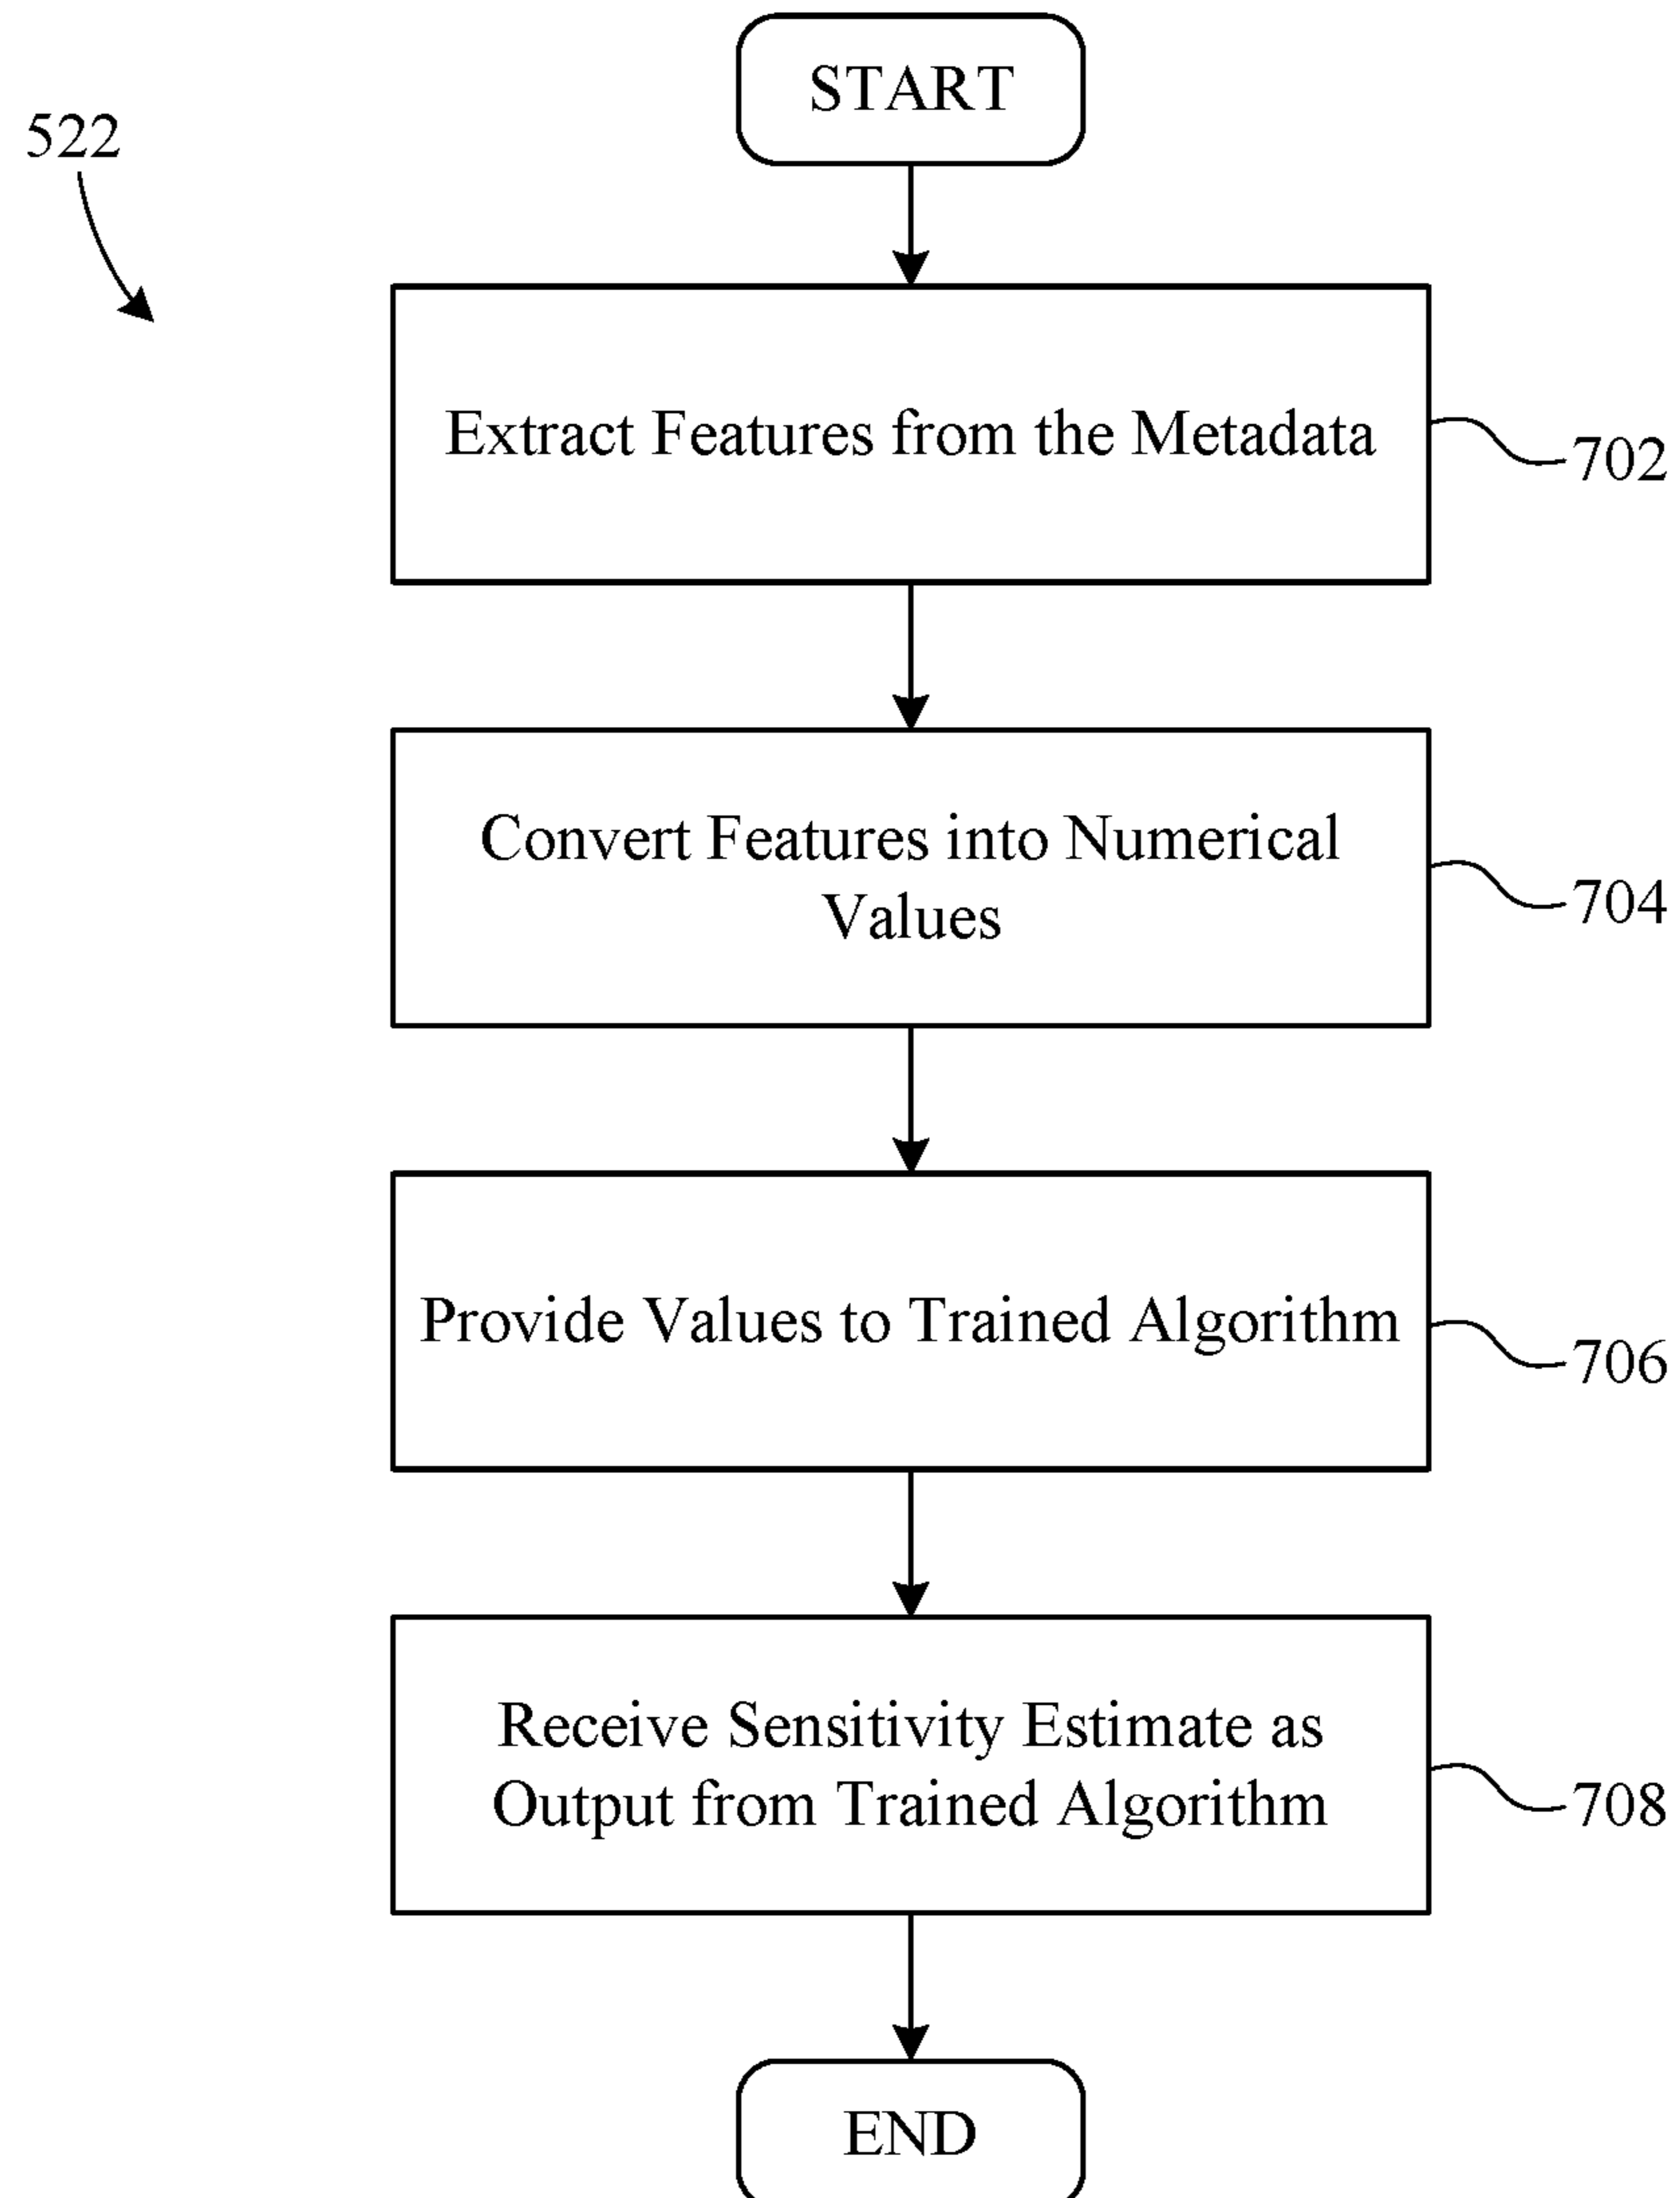 START
522
Extract Features from the Metadata
702
Convert Features into Numerical
Values
704
Provide Values to Trained Algorithm
706
Receive Sensitivity Estimate as
Output from Trained Algorithm
708
END